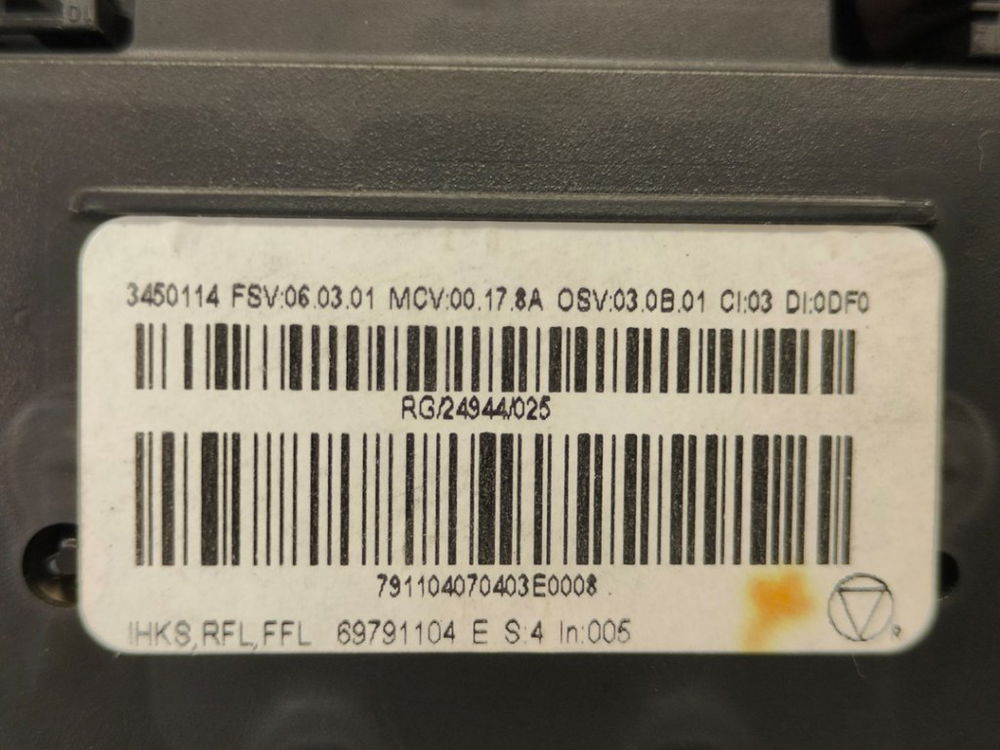 3450114 FSV:06.03.01 MCV:00.17.8A OSV:03.0B.01 CI:03 DI:0DF0
RG/24944/025
791104070403E0008
IHKS,RFL,FFL 69791104 E S:4 In:005